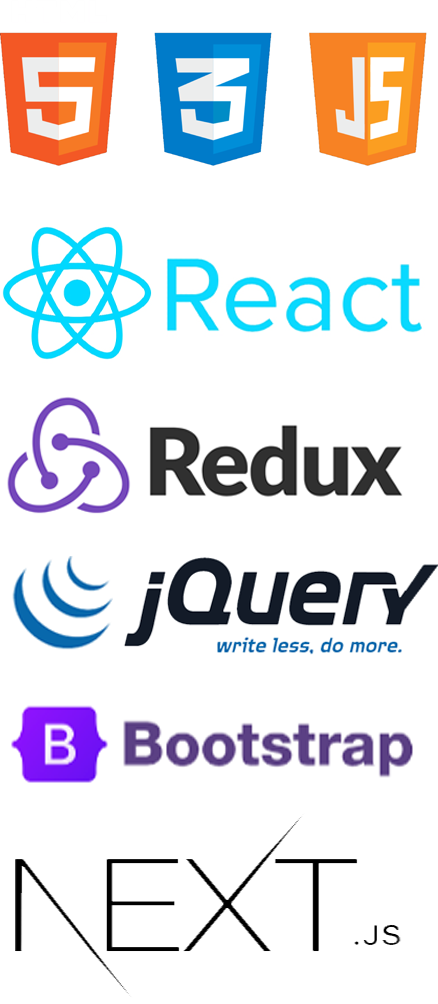 5 3 JS
React
Redux
jQuery
write less, do more.
B Bootstrap
NEXT.JS